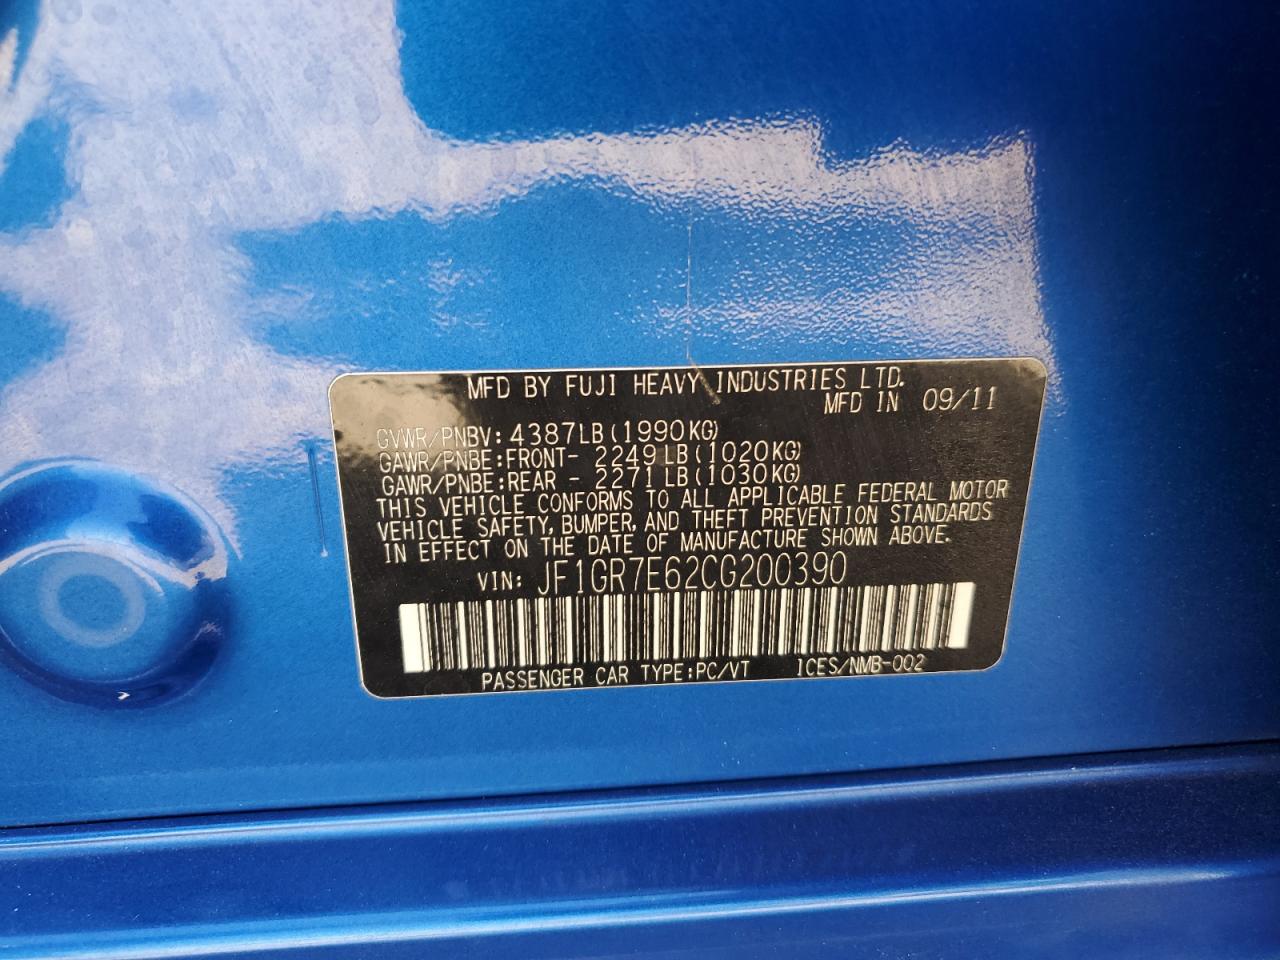 MFD BY FUJI HEAVY INDUSTRIES LTD.
MFD IN 09/11
GVWR/PNBV: 4387LB(1990KG)
GAWR/PNBE:FRONT- 2249LB(1020KG)
GAWR/PNBE:REAR - 2271LB(1030KG)
THIS VEHICLE CONFORMS TO ALL APPLICABLE FEDERAL MOTOR
VEHICLE SAFETY, BUMPER, AND THEFT PREVENTION STANDARDS
IN EFFECT ON THE DATE OF MANUFACTURE SHOWN ABOVE.
VIN: JF1GR7E62CG200390
PASSENGER CAR TYPE:PC/VT ICES/NMB-002